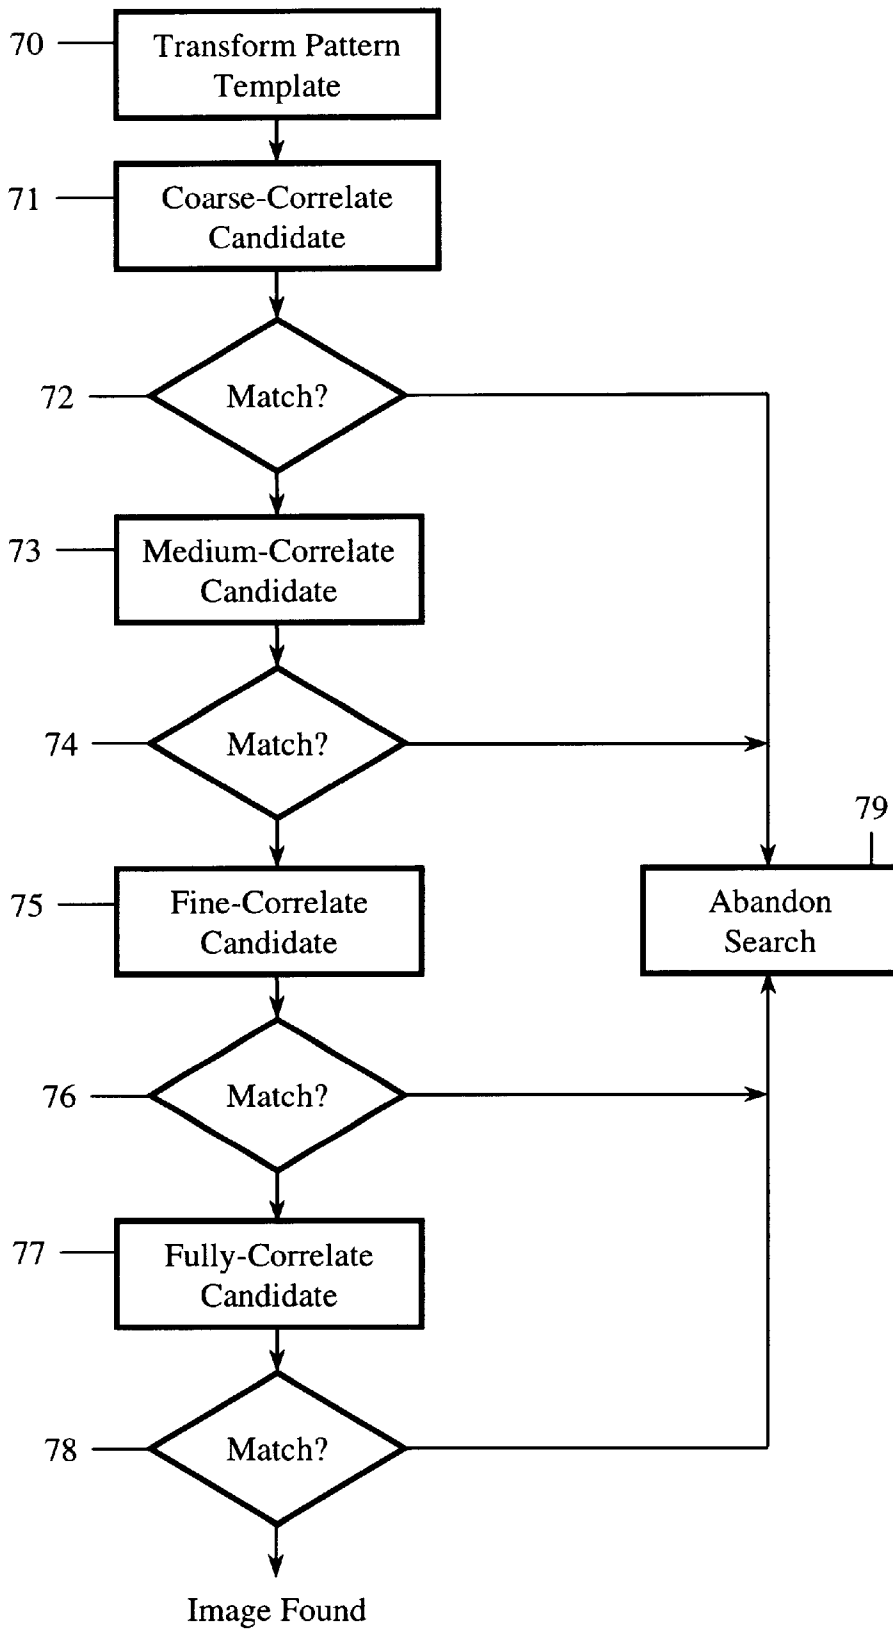 70
Transform Pattern
Template
71
Coarse-Correlate
Candidate
72
Match?
73
Medium-Correlate
Candidate
74
Match?
79
75
Fine-Correlate
Candidate
Abandon
Search
76
Match?
77
Fully-Correlate
Candidate
78
Match?
Image Found